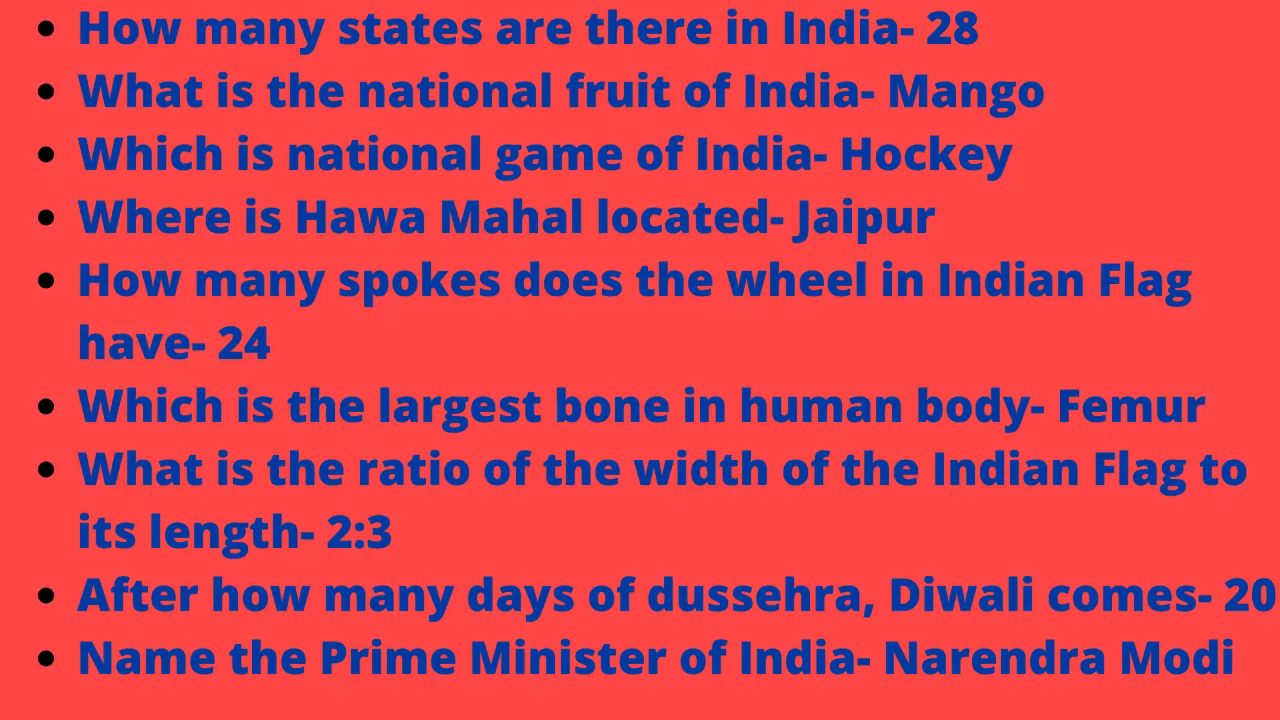 • How many states are there in India- 28
• What is the national fruit of India- Mango
• Which is national game of India- Hockey
• Where is Hawa Mahal located- Jaipur
• How many spokes does the wheel in Indian Flag
have- 24
• Which is the largest bone in human body- Femur
• What is the ratio of the width of the Indian Flag to
its length- 2:3
• After how many days of dussehra, Diwali comes- 20
• Name the Prime Minister of India- Narendra Modi